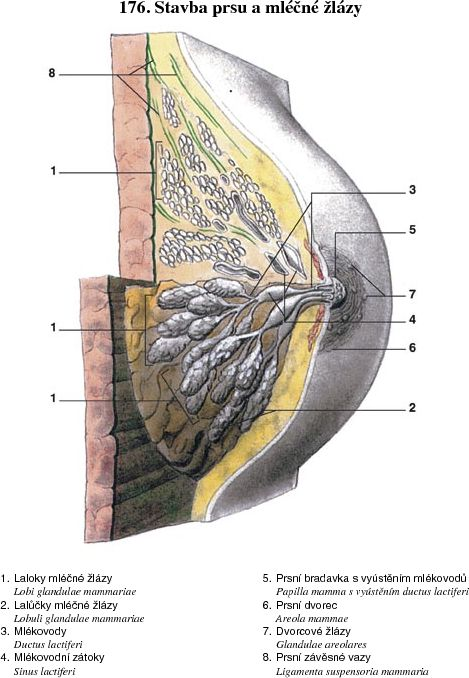 176. Stavba prsu a mléčné žlázy
8
1
3
5
7
4
1
6
1
2
1. Laloky mléčné žlázy
Lobi glandulae mammariae
2. Lalůčky mléčné žlázy
Lobuli glandulae mammariae
3. Mlékovody
Ductus lactiferi
4. Mlékovodní zátoky
Sinus lactiferi
5. Prsní bradavka s vyústěním mlékovodů
Papilla mamma s vyústěním ductus lactiferi
6. Prsní dvorec
Areola mammae
7. Dvorcové žlázy
Glandulae areolares
8. Prsní závěsné vazy
Ligamenta suspensoria mammaria